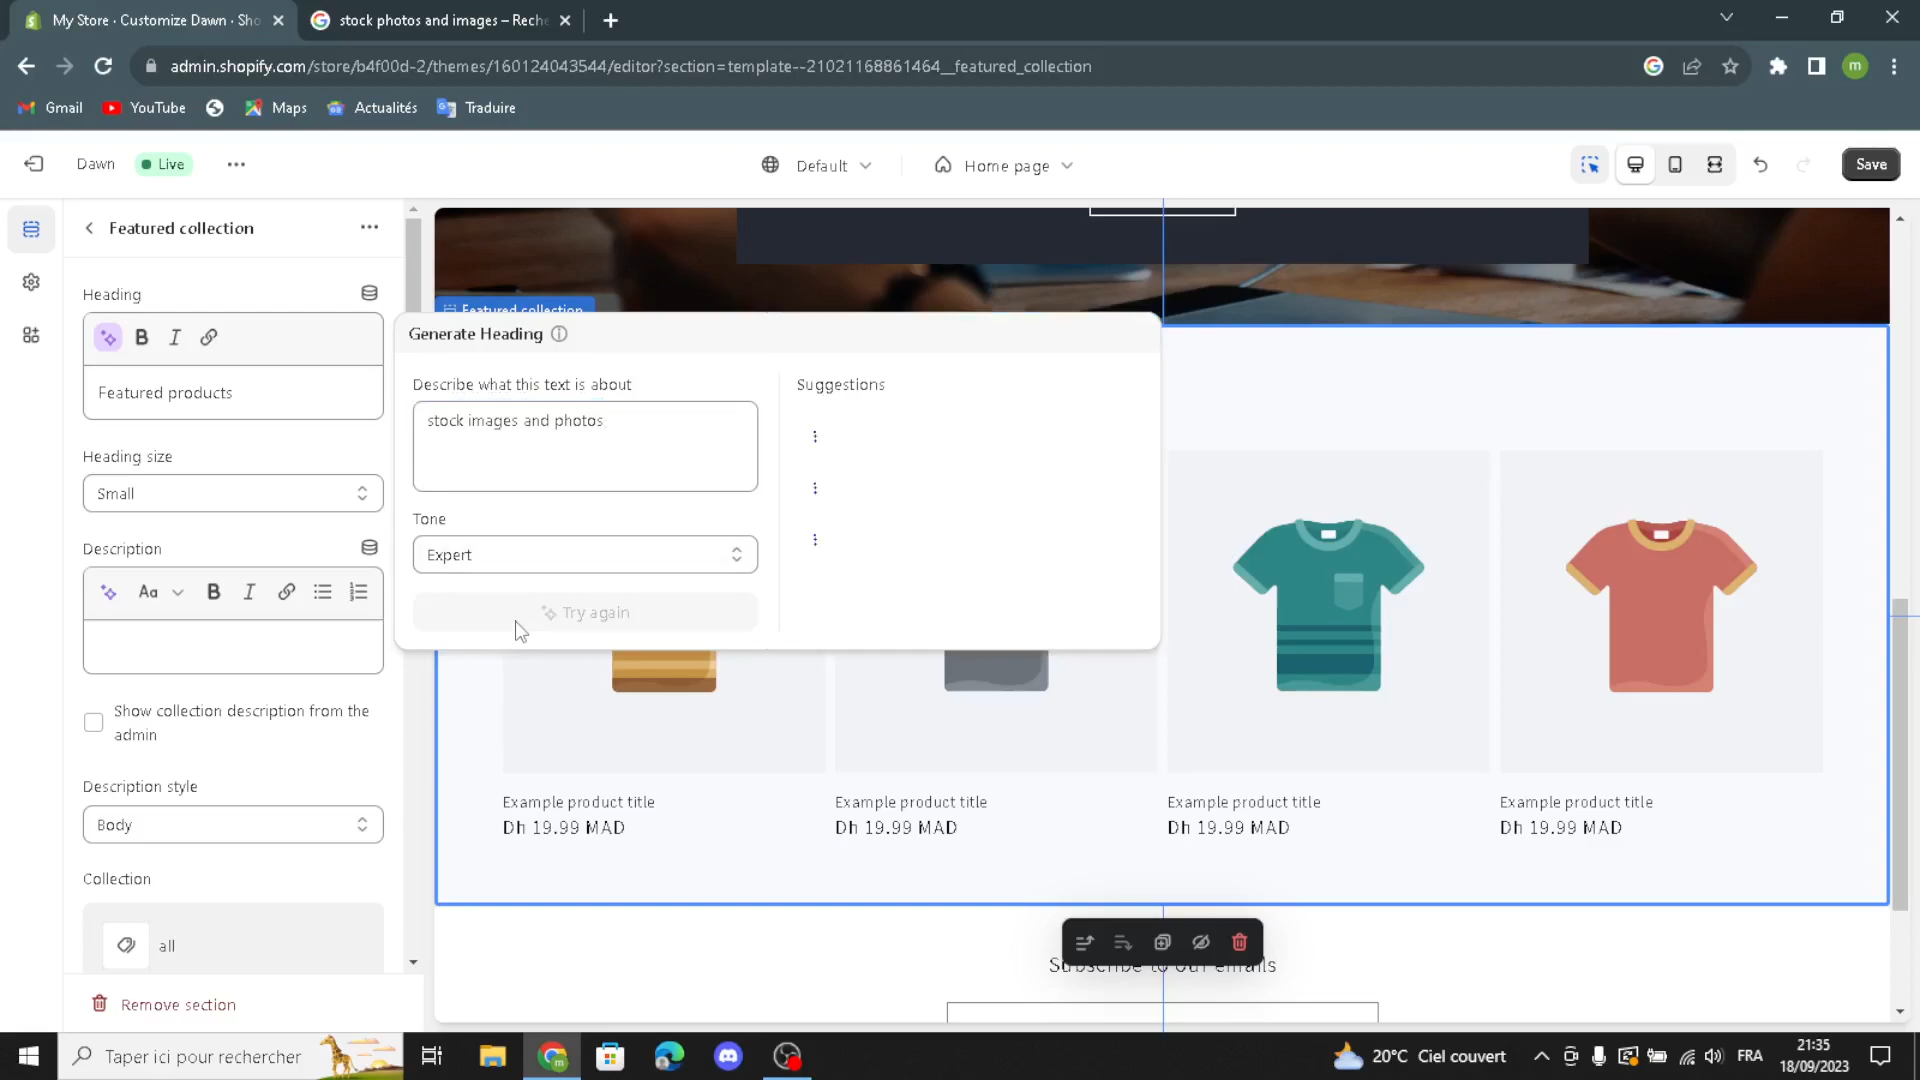 My Store · Customize Dawn · Sho
stock photos and images – Reche
admin.shopify.com/store/b4f00d-2/themes/160124043544/editor?section=template--21021168861464__featured_collection
m
Gmail
YouTube
Maps
Actualités
Traduire
Dawn
Live
Default
Home page
Save
Featured collection
Heading
Featured products
Heading size
Small
Description
Aa
Show collection description from the
admin
Description style
Body
Collection
all
Remove section
Featured collection
Generate Heading
Describe what this text is about
stock images and photos
Tone
Expert
Try again
Suggestions
Example product title
Dh 19.99 MAD
Example product title
Dh 19.99 MAD
Example product title
Dh 19.99 MAD
Example product title
Dh 19.99 MAD
Subscribe to our emails
Taper ici pour rechercher
20°C Ciel couvert
FRA
21:35
18/09/2023